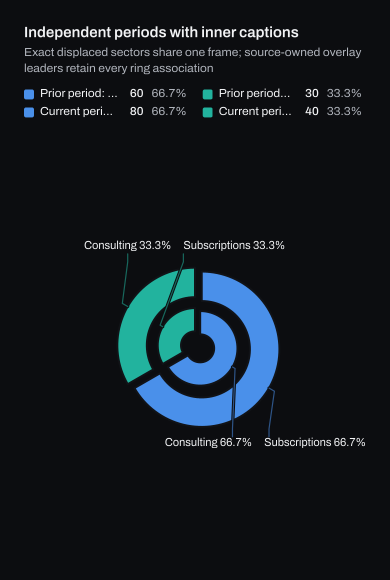 Independent periods with inner captions
Exact displaced sectors share one frame; source-owned overlay
leaders retain every ring association
Prior period: ... 60 66.7% Prior period... 30 33.3%
Current peri... 80 66.7% Current peri... 40 33.3%
Consulting 33.3% Subscriptions 33.3%
Consulting 66.7% Subscriptions 66.7%